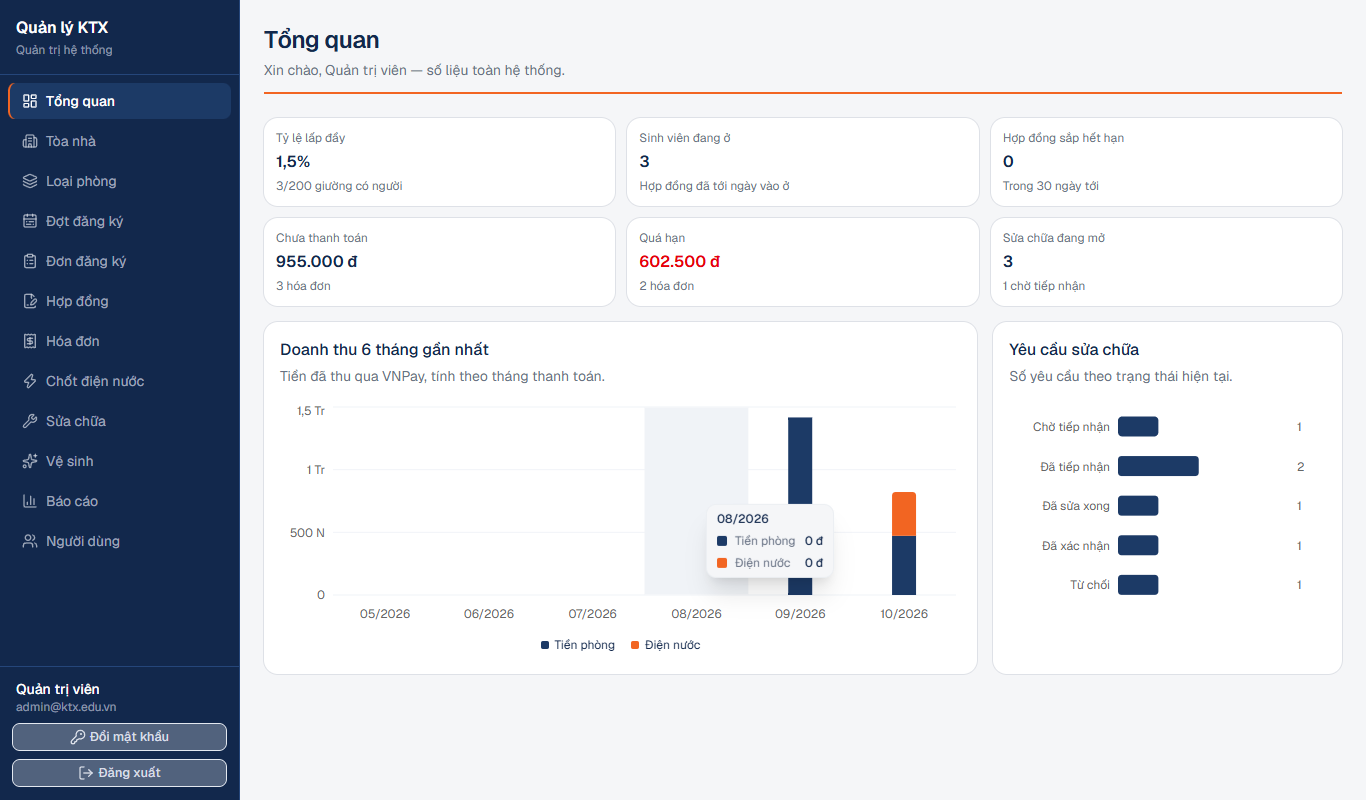 Quản lý KTX
Quản trị hệ thống
Tổng quan
Tòa nhà
Loại phòng
Đợt đăng ký
Đơn đăng ký
Hợp đồng
Hóa đơn
Chốt điện nước
Sửa chữa
Vệ sinh
Báo cáo
Người dùng
Quản trị viên
admin@ktx.edu.vn
Đổi mật khẩu
Đăng xuất
Tổng quan
Xin chào, Quản trị viên — số liệu toàn hệ thống.
Tỷ lệ lấp đầy
1,5%
3/200 giường có người
Sinh viên đang ở
3
Hợp đồng đã tới ngày vào ở
Hợp đồng sắp hết hạn
0
Trong 30 ngày tới
Chưa thanh toán
955.000 đ
3 hóa đơn
Quá hạn
602.500 đ
2 hóa đơn
Sửa chữa đang mở
3
1 chờ tiếp nhận
Doanh thu 6 tháng gần nhất
Tiền đã thu qua VNPay, tính theo tháng thanh toán.
1,5 Tr
1 Tr
500 N
0
08/2026
Tiền phòng 0 đ
Điện nước 0 đ
05/2026 06/2026 07/2026 08/2026 09/2026 10/2026
Tiền phòng Điện nước
Yêu cầu sửa chữa
Số yêu cầu theo trạng thái hiện tại.
Chờ tiếp nhận 1
Đã tiếp nhận 2
Đã sửa xong 1
Đã xác nhận 1
Từ chối 1